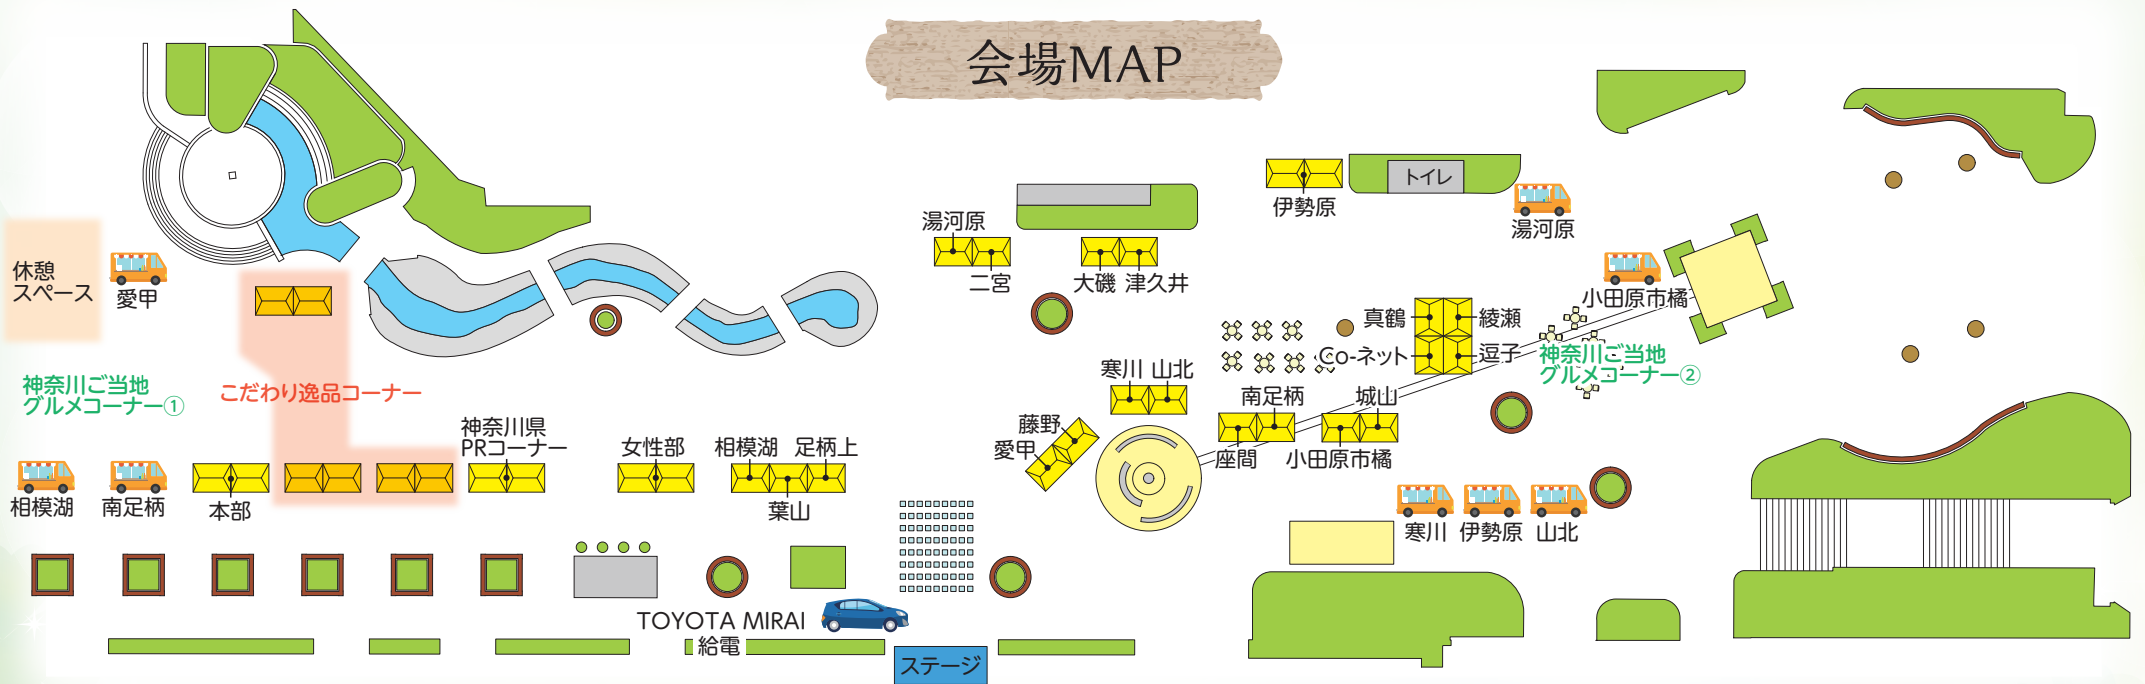 会場MAP
トイレ
伊勢原
湯河原
湯河原
二宮
大磯
津久井
休憩
スペース
愛甲
小田原市橘
真鶴
綾瀬
Co-ネット
逗子
神奈川ご当地
グルメコーナー②
神奈川ご当地
グルメコーナー①
こだわり逸品コーナー
寒川
山北
南足柄
城山
藤野
愛甲
座間
小田原市橘
神奈川県
PRコーナー
女性部
相模湖
足柄上
葉山
相模湖
南足柄
本部
寒川
伊勢原
山北
TOYOTA MIRAI
給電
ステージ